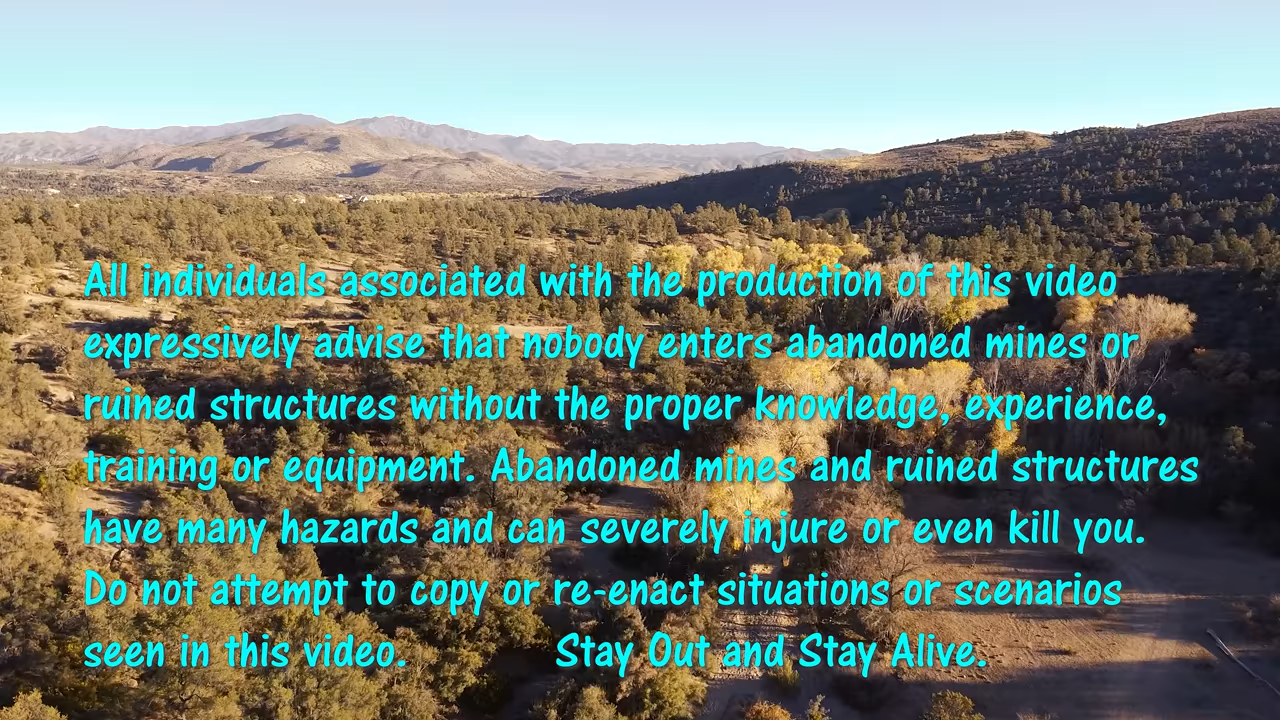 All individuals associated with the production of this video
expressively advise that nobody enters abandoned mines or
ruined structures without the proper knowledge, experience,
training or equipment. Abandoned mines and ruined structures
have many hazards and can severely injure or even kill you.
Do not attempt to copy or re-enact situations or scenarios
seen in this video. Stay Out and Stay Alive.